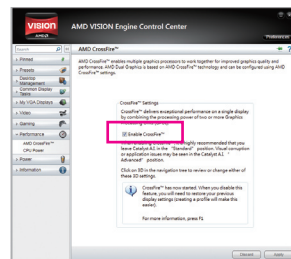 VISION
AMD
AMD VISION Engine Control Center
Preferences
Search
AMD CrossFire™
Pinned
Presets
Desktop
Management
Common Display
Tasks
My VGA Displays
Video
Gaming
Performance
AMD CrossFire™
CPU Power
Power
Information
AMD CrossFire™ enables multiple graphics processors to work together for improved graphics quality and
performance. AMD Dual Graphics is based on AMD CrossFire™ technology and can be configured using AMD
CrossFire™ settings.
CrossFire™ Settings
CrossFire™ delivers exceptional performance on a single display
by combining the processing power of two or more Graphics
Enable CrossFire™
highly recommended that you
leave Catalyst A.I. in the "Standard" position. Visual corruption
or application issues may be seen in the Catalyst A.I. "
Advanced" position.
Click on 3D in the navigation tree to review or change either of
these 3D settings.
CrossFire™ has now started. When you disable this
feature, you will need to restore your previous
display settings (creating a profile will make this
easier).
For more information, press F1
Discard
Apply